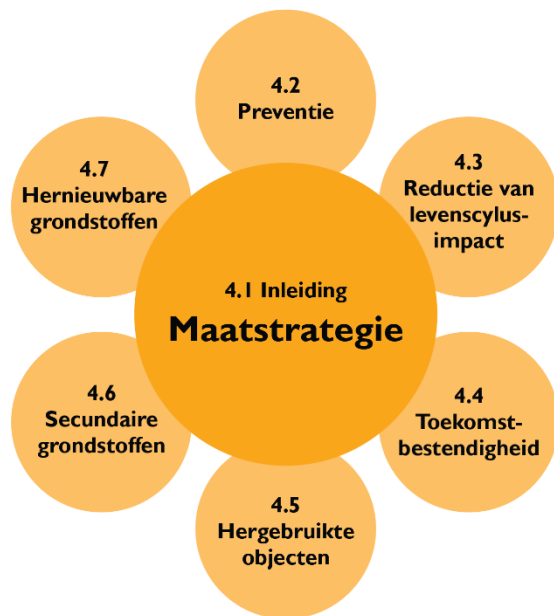 4.1 Inleiding
Maatstrategie
4.2
Preventie
4.3
Reductie van
levenscylus-
impact
4.4
Toekomst-
bestendigheid
4.5
Hergebruikte
objecten
4.6
Secundaire
grondstoffen
4.7
Hernieuwbare
grondstoffen